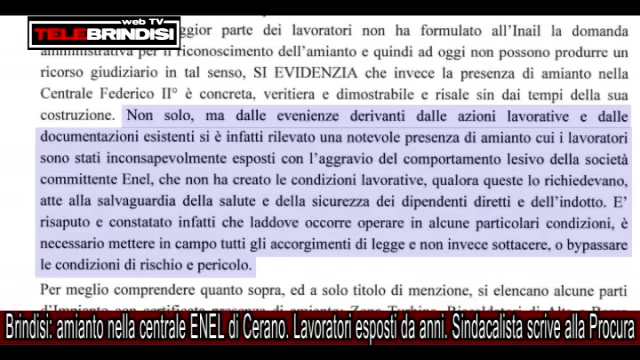 web TV
TELEBRINDISI
ggior parte dei lavoratori non ha formulato all'Inail la domanda
amministrativa per il riconoscimento dell'amianto e quindi ad oggi non possono produrre un
ricorso giudiziario in tal senso, SI EVIDENZIA che invece la presenza di amianto nella
Centrale Federico II° è concreta, veritiera e dimostrabile e risale sin dai tempi della sua
costruzione. Non solo, ma dalle evenienze derivanti dalle azioni lavorative e dalle
documentazioni esistenti si è infatti rilevato una notevole presenza di amianto cui i lavoratori
sono stati inconsapevolmente esposti con l'aggravio del comportamento lesivo della società
committente Enel, che non ha creato le condizioni lavorative, qualora queste lo richiedevano,
atte alla salvaguardia della salute e della sicurezza dei dipendenti diretti e dell'indotto. E'
risaputo e constatato infatti che laddove occorre operare in alcune particolari condizioni, è
necessario mettere in campo tutti gli accorgimenti di legge e non invece sottacere, o bypassare
le condizioni di rischio e pericolo.
Per meglio comprendere quanto sopra, ed a solo titolo di menzione, si elencano alcune parti
Brindisi: amianto nella centrale ENEL di Cerano. Lavoratori esposti da anni. Sindacalista scrive alla Procura